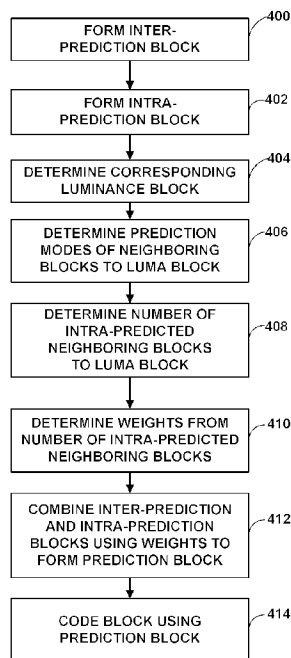 FORM INTER-
PREDICTION BLOCK
400
FORM INTRA-
PREDICTION BLOCK
402
DETERMINE CORRESPONDING
LUMINANCE BLOCK
404
DETERMINE PREDICTION
MODES OF NEIGHBORING
BLOCKS TO LUMA BLOCK
406
DETERMINE NUMBER OF
INTRA-PREDICTED
NEIGHBORING BLOCKS
TO LUMA BLOCK
408
DETERMINE WEIGHTS FROM
NUMBER OF INTRA-PREDICTED
NEIGHBORING BLOCKS
410
COMBINE INTER-PREDICTION
AND INTRA-PREDICTION
BLOCKS USING WEIGHTS TO
FORM PREDICTION BLOCK
412
CODE BLOCK USING
PREDICTION BLOCK
414